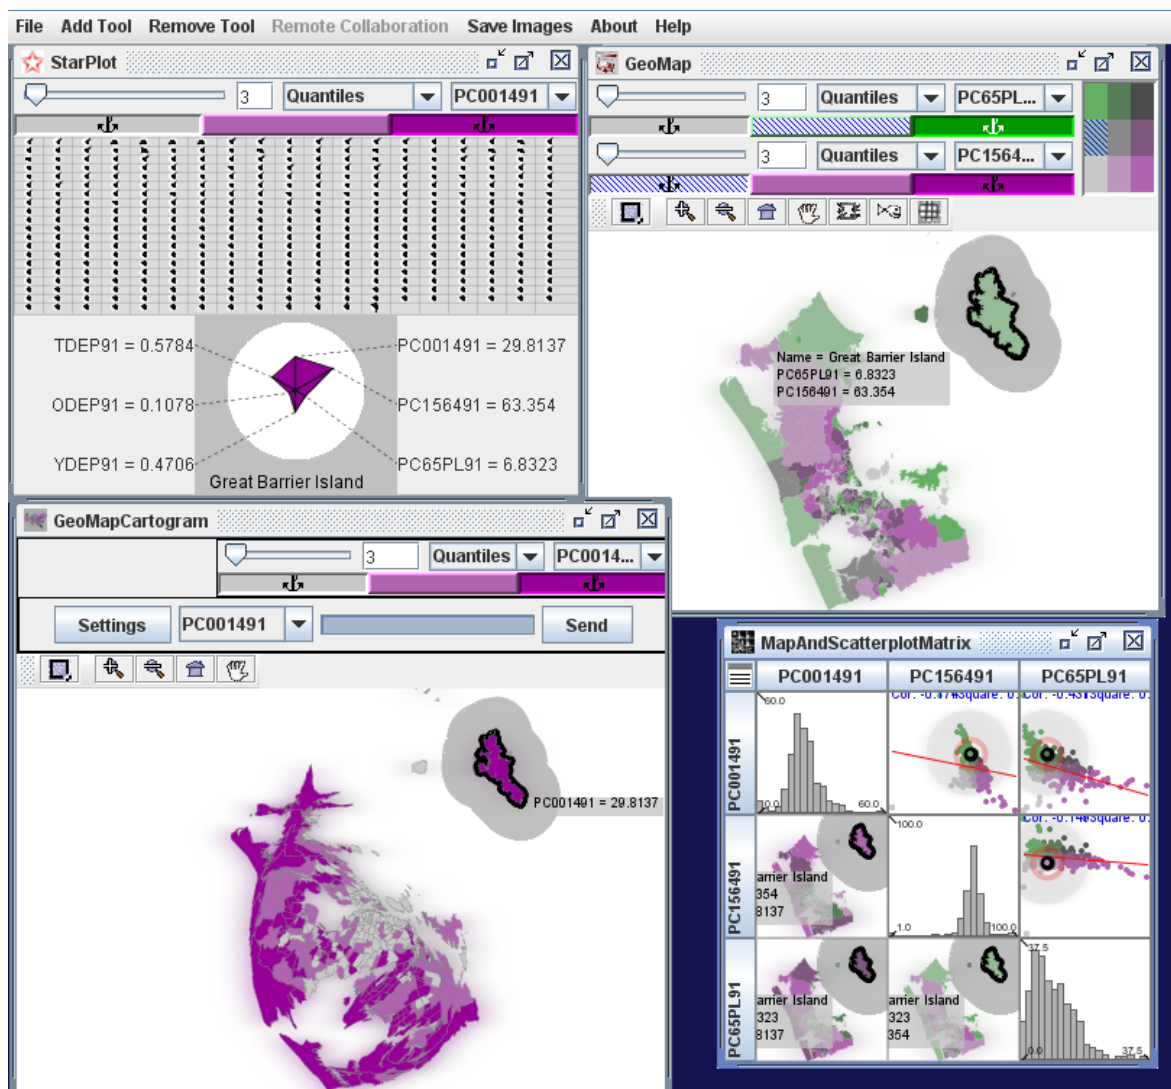 File Add Tool Remove Tool Remote Collaboration Save Images About Help
StarPlot
3 Quantiles PC001491
TDEP91 = 0.5784
ODEP91 = 0.1078
YDEP91 = 0.4706
PC001491 = 29.8137
PC156491 = 63.354
PC65PL91 = 6.8323
Great Barrier Island
GeoMap
3 Quantiles PC65PL...
3 Quantiles PC1564...
Name = Great Barrier Island
PC65PL91 = 6.8323
PC156491 = 63.354
GeoMapCartogram
3 Quantiles PC0014...
Settings PC001491 Send
PC001491 = 29.8137
MapAndScatterplotMatrix
PC001491 PC156491 PC65PL91
PC001491
60.0
60.0
PC156491
arrier Island
354
8137
100.0
1.0 100.0
PC65PL91
arrier Island
323
8137
arrier Island
323
354
37.5
0.0 37.5